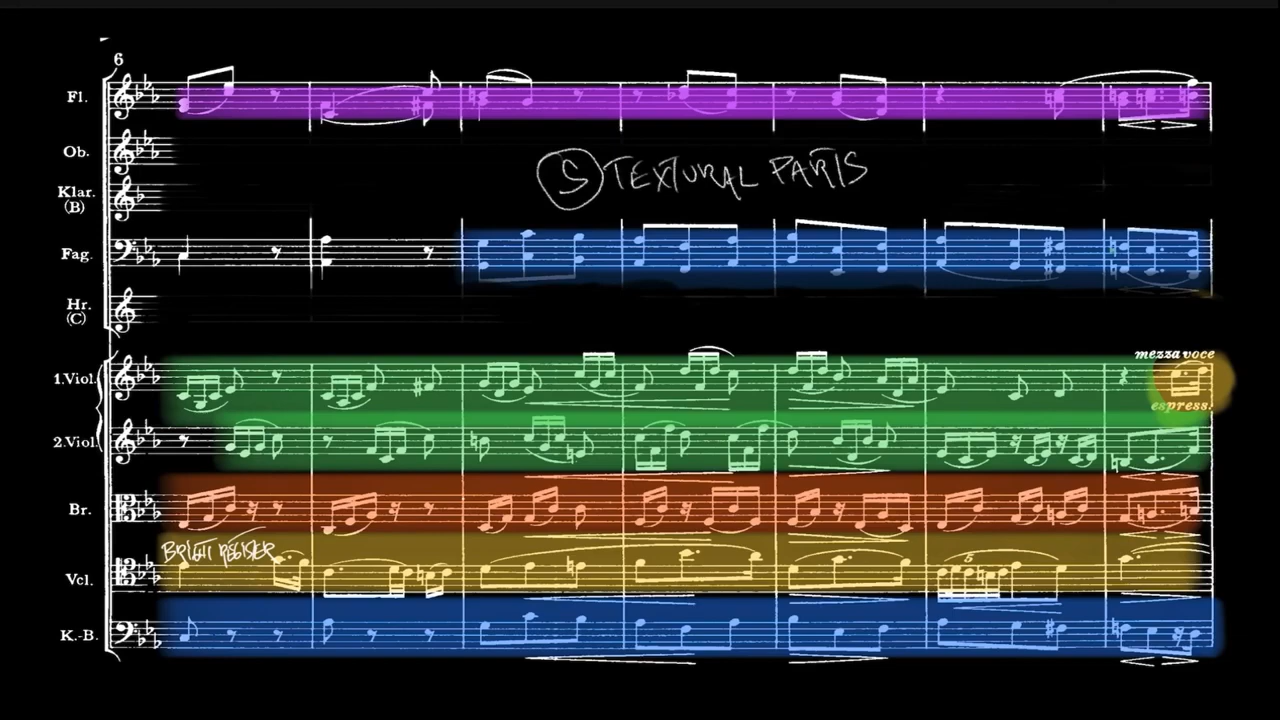 6
Fl.
Ob.
Klar.
(B)
Fag.
Hr.
(C)
Ⓢ TEXTURAL PARTS
mezza voce
1.Viol.
espress.
2.Viol.
Br.
BRIGHT REGISTER
Vcl.
5
K.-B.